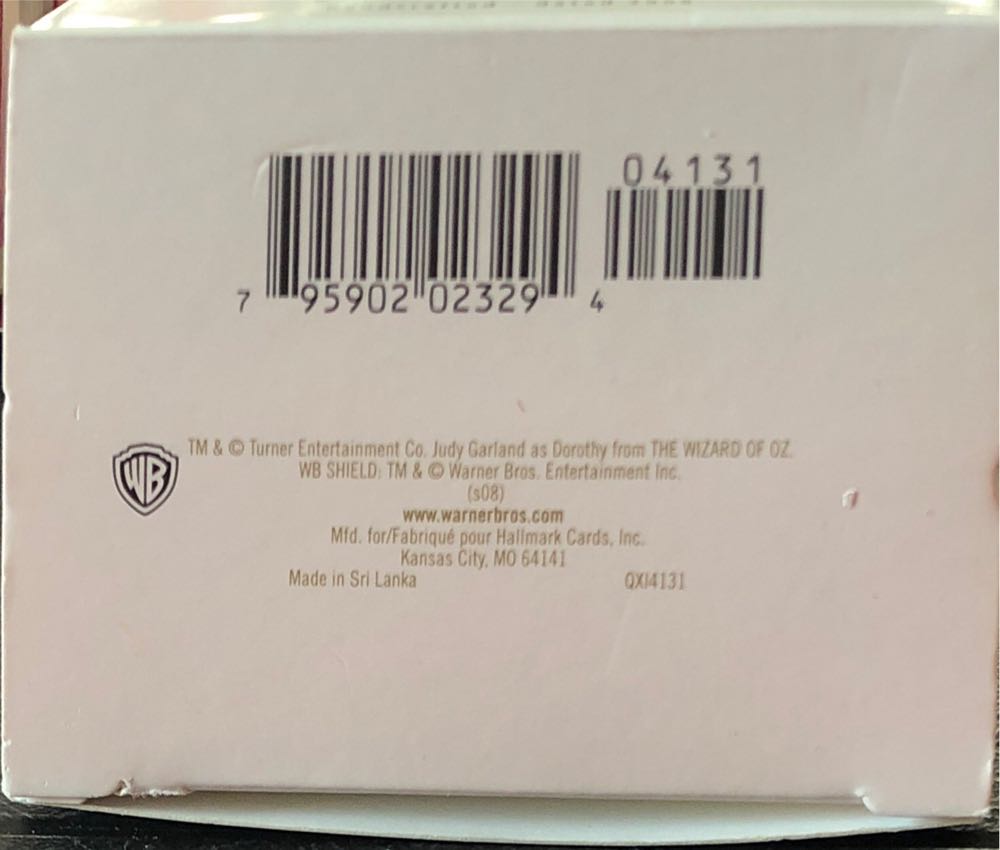 04131
7 95902 02329 4
WB
TM & © Turner Entertainment Co. Judy Garland as Dorothy from THE WIZARD OF OZ.
WB SHIELD: TM & © Warner Bros. Entertainment Inc.
(s08)
www.warnerbros.com
Mfd. for/Fabriqué pour Hallmark Cards, Inc.
Kansas City, MO 64141
Made in Sri Lanka QXI4131